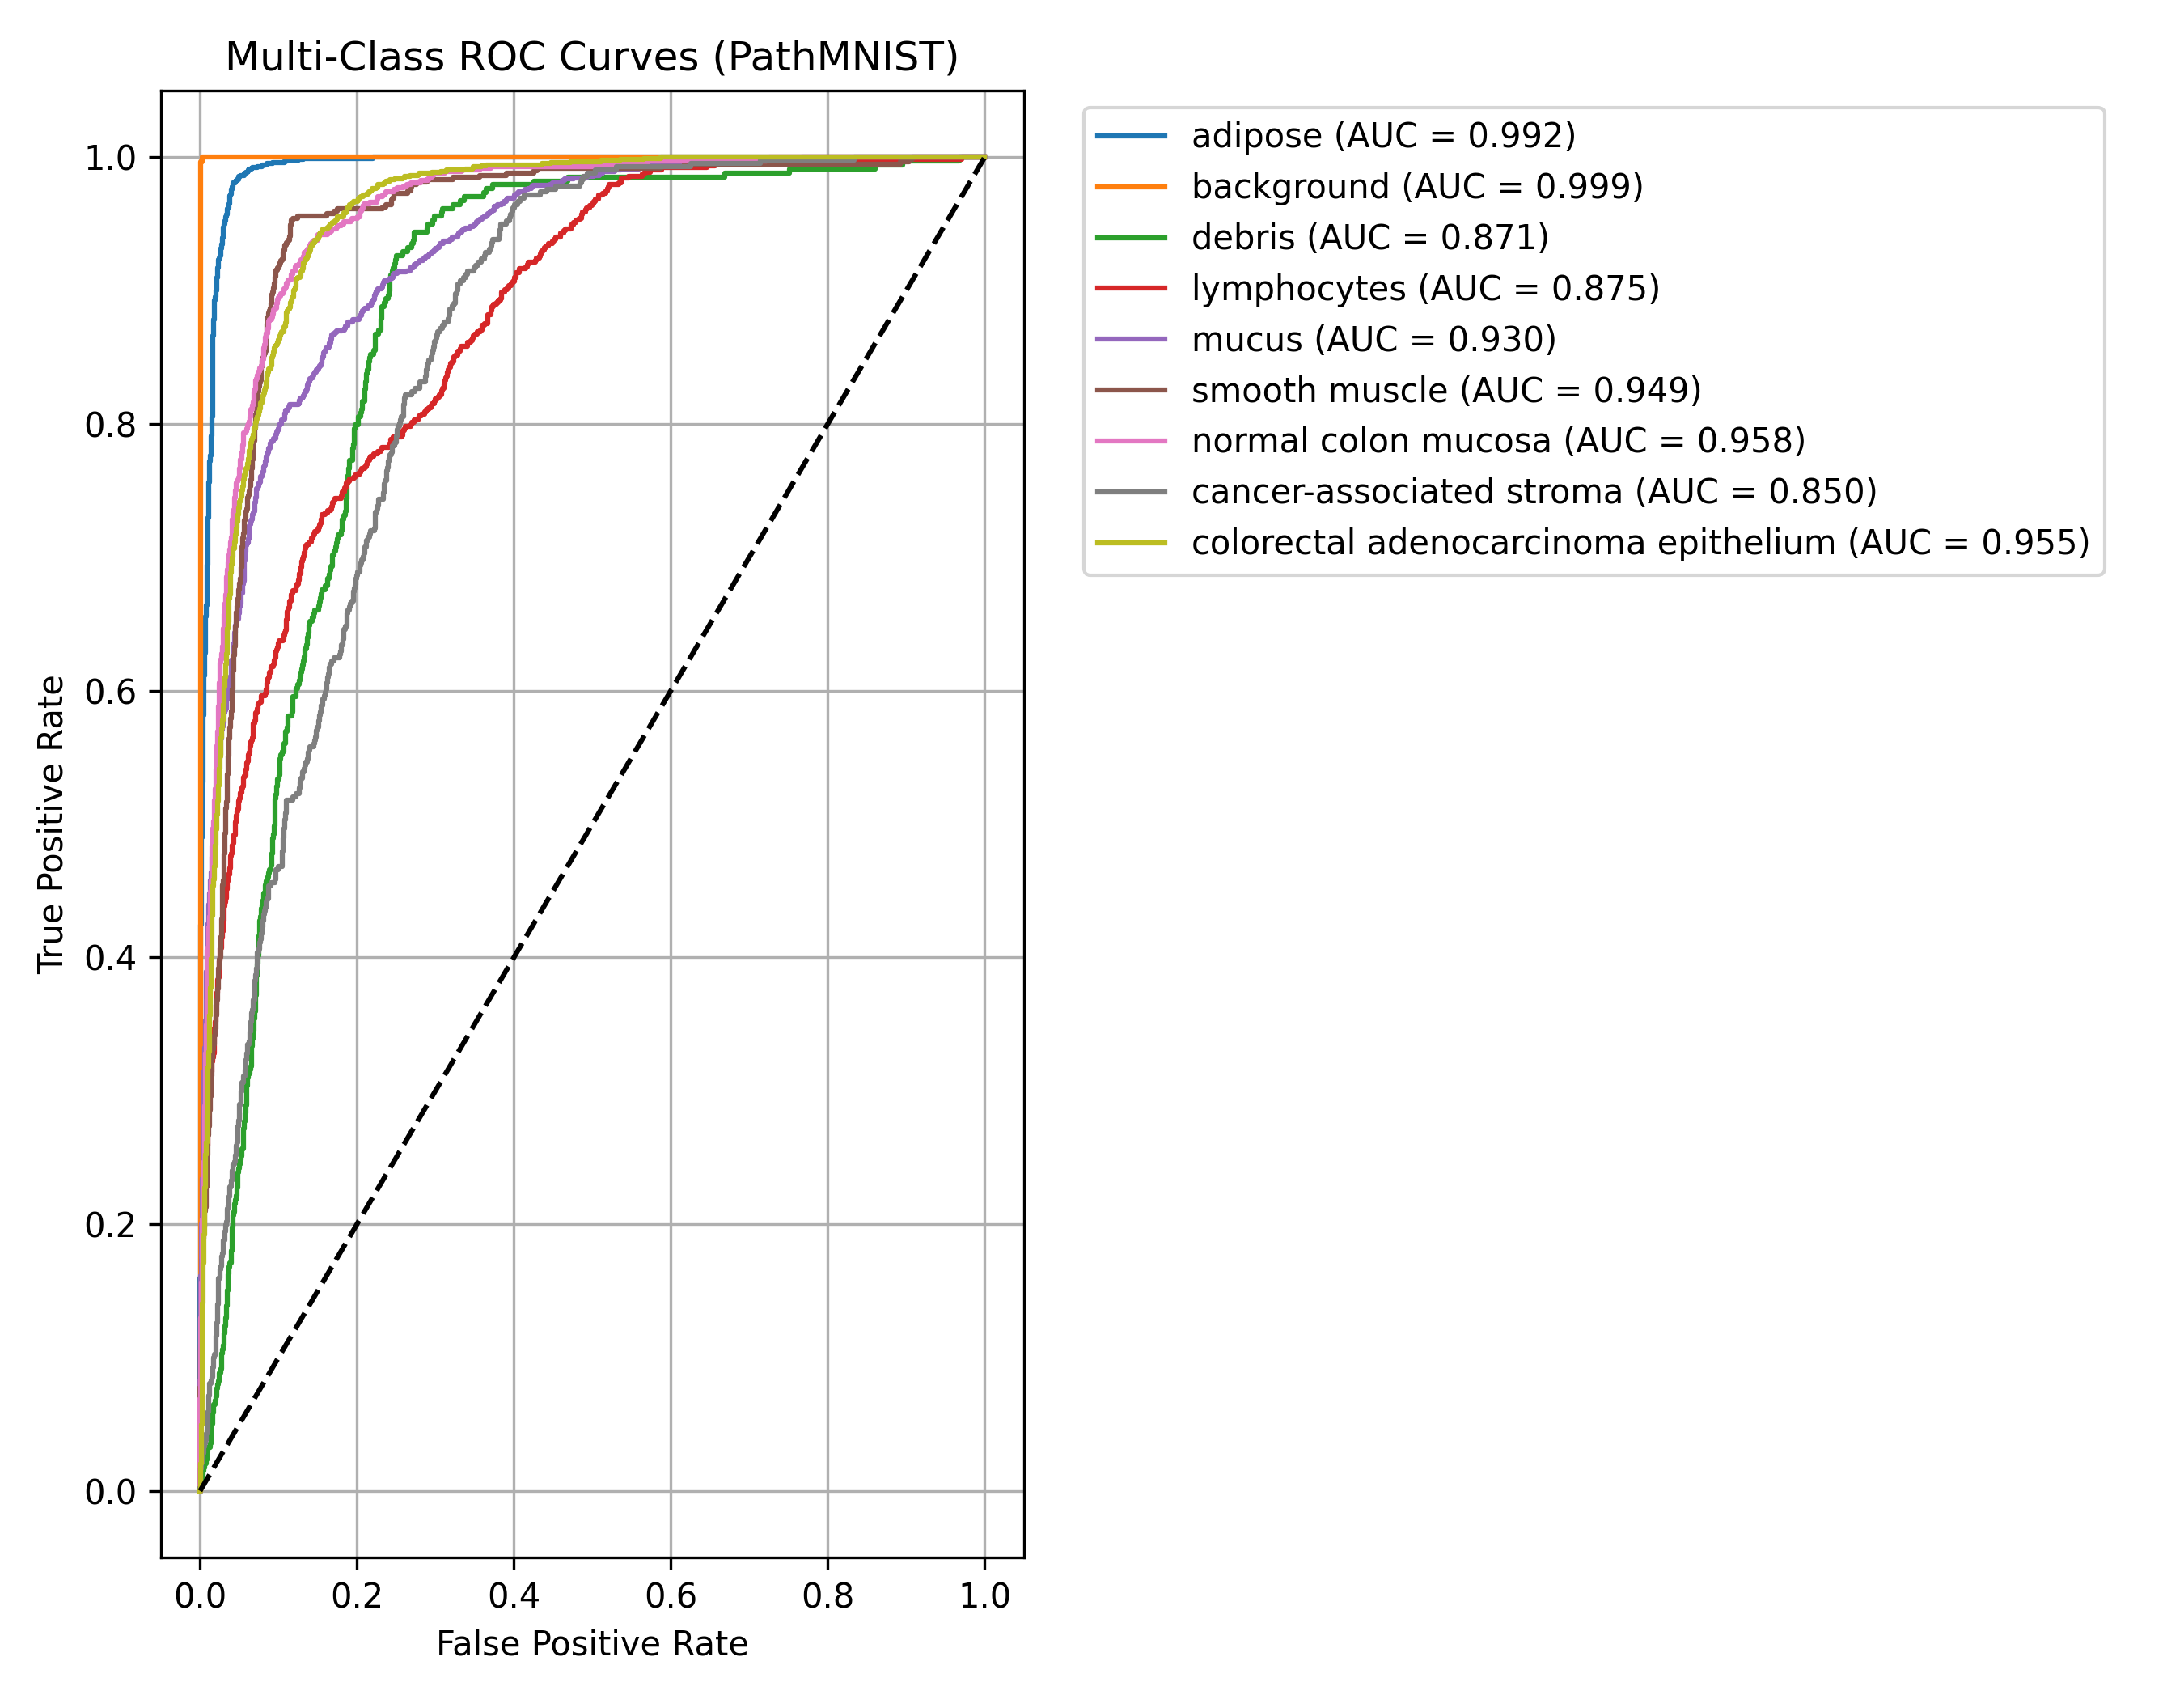 Multi-Class ROC Curves (PathMNIST)
adipose (AUC = 0.992)
background (AUC = 0.999)
debris (AUC = 0.871)
lymphocytes (AUC = 0.875)
mucus (AUC = 0.930)
smooth muscle (AUC = 0.949)
normal colon mucosa (AUC = 0.958)
cancer-associated stroma (AUC = 0.850)
colorectal adenocarcinoma epithelium (AUC = 0.955)
True Positive Rate
1.0
0.8
0.6
0.4
0.2
0.0
0.0 0.2 0.4 0.6 0.8 1.0
False Positive Rate